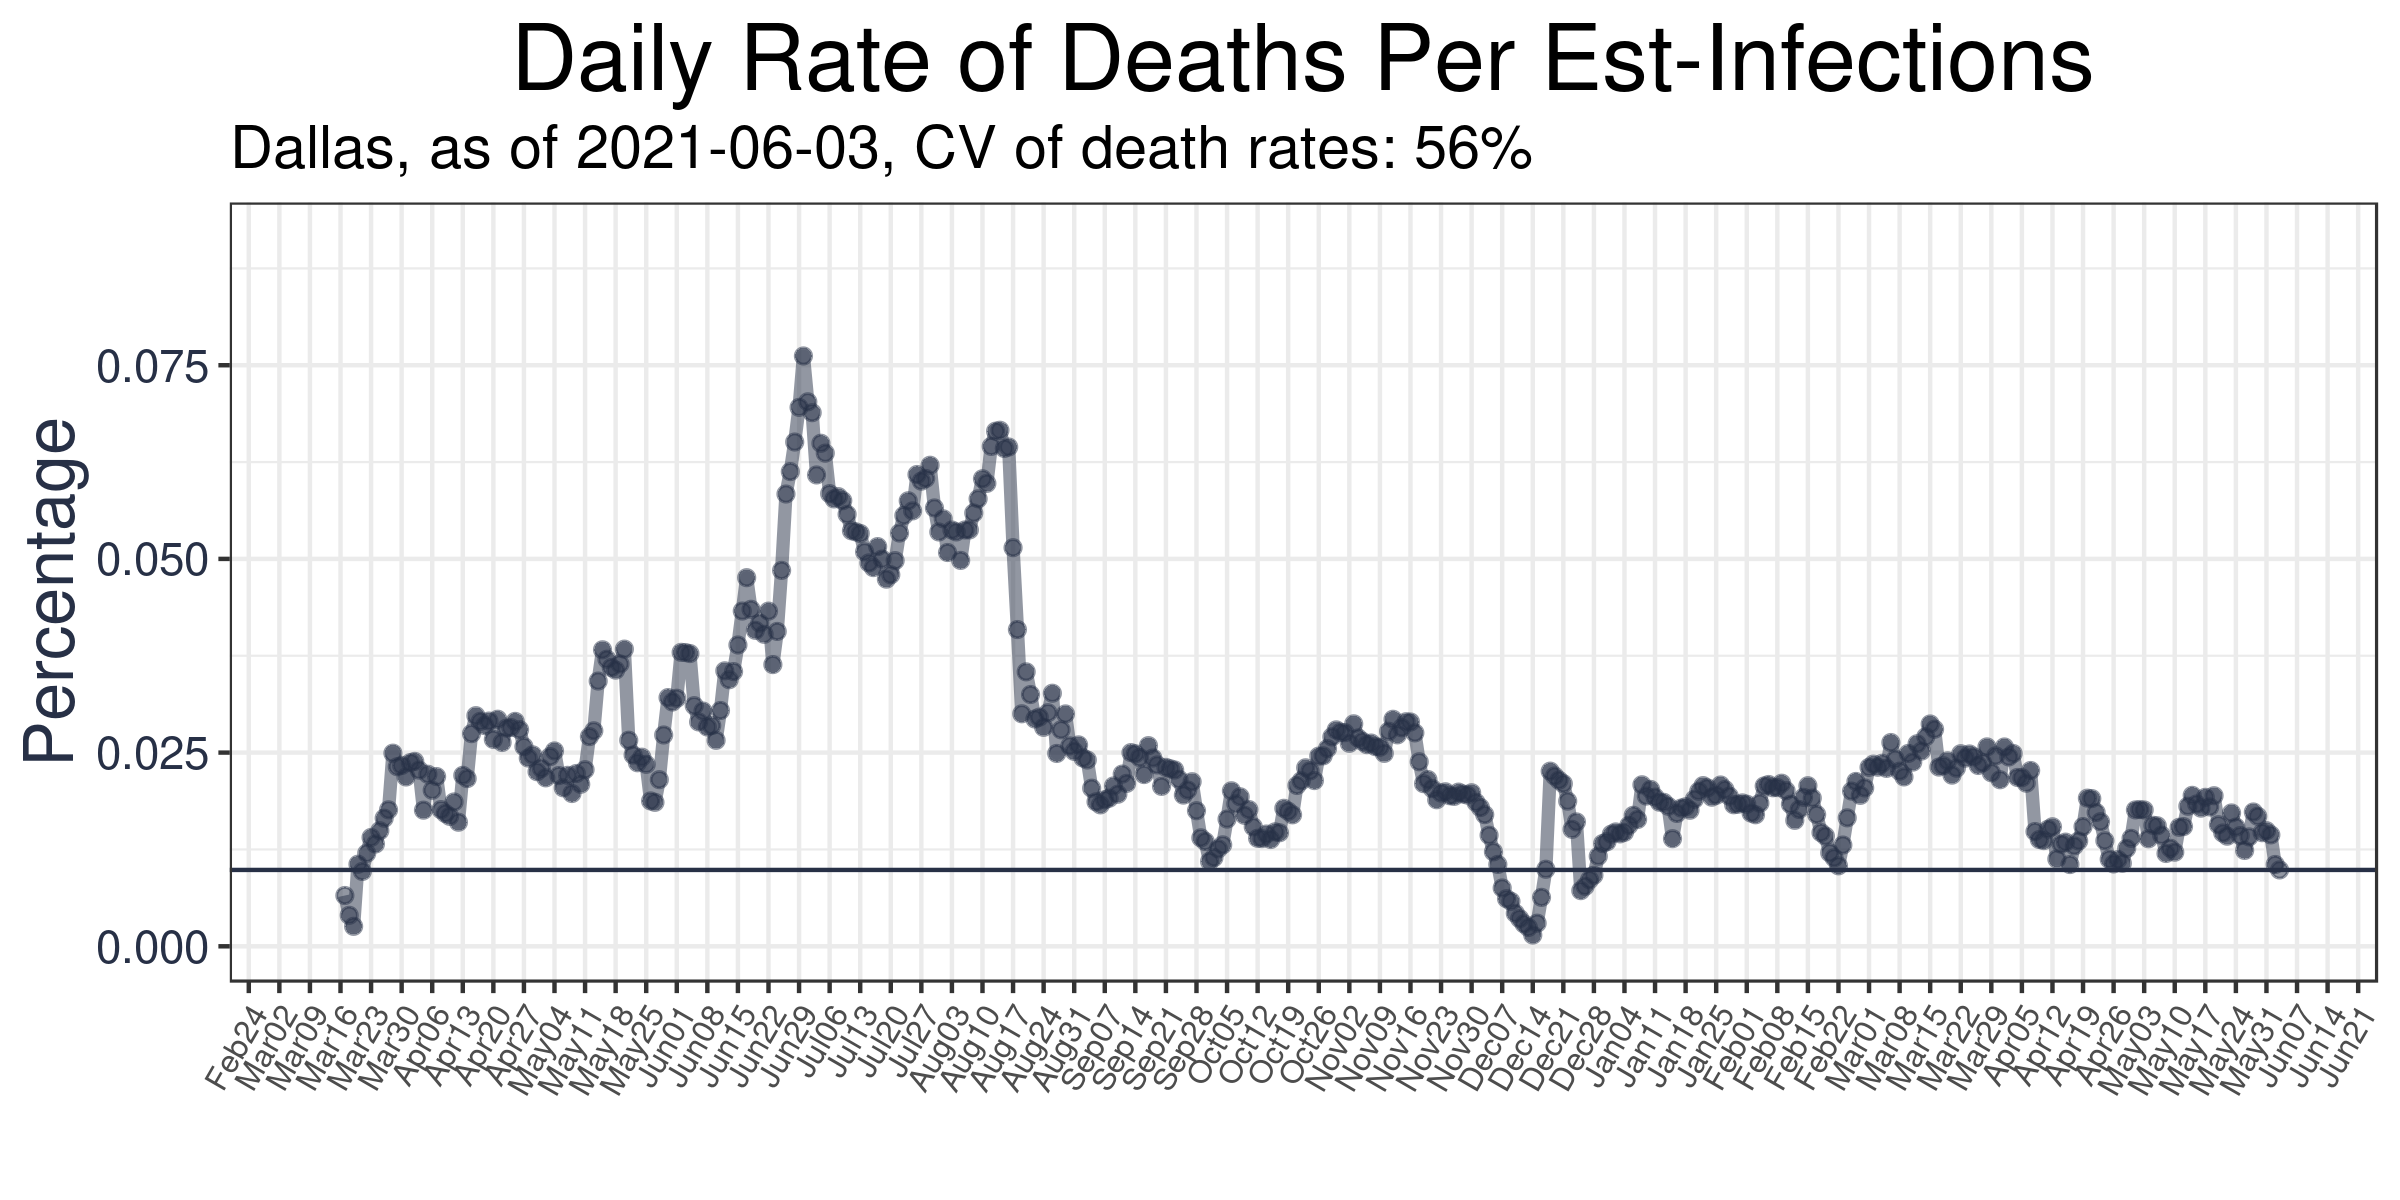 Daily Rate of Deaths Per Est-Infections
Dallas, as of 2021-06-03, CV of death rates: 56%
Percentage
0.075
0.050
0.025
0.000
Feb24
Mar02
Mar09
Mar16
Mar23
Mar30
Apr06
Apr13
Apr20
Apr27
May04
May11
May18
May25
Jun01
Jun08
Jun15
Jun22
Jun29
Jul06
Jul13
Jul20
Jul27
Aug03
Aug10
Aug17
Aug24
Aug31
Sep07
Sep14
Sep21
Sep28
Oct05
Oct12
Oct19
Oct26
Nov02
Nov09
Nov16
Nov23
Nov30
Dec07
Dec14
Dec21
Dec28
Jan04
Jan11
Jan18
Jan25
Feb01
Feb08
Feb15
Feb22
Mar01
Mar08
Mar15
Mar22
Mar29
Apr05
Apr12
Apr19
Apr26
May03
May10
May17
May24
May31
Jun07
Jun14
Jun21